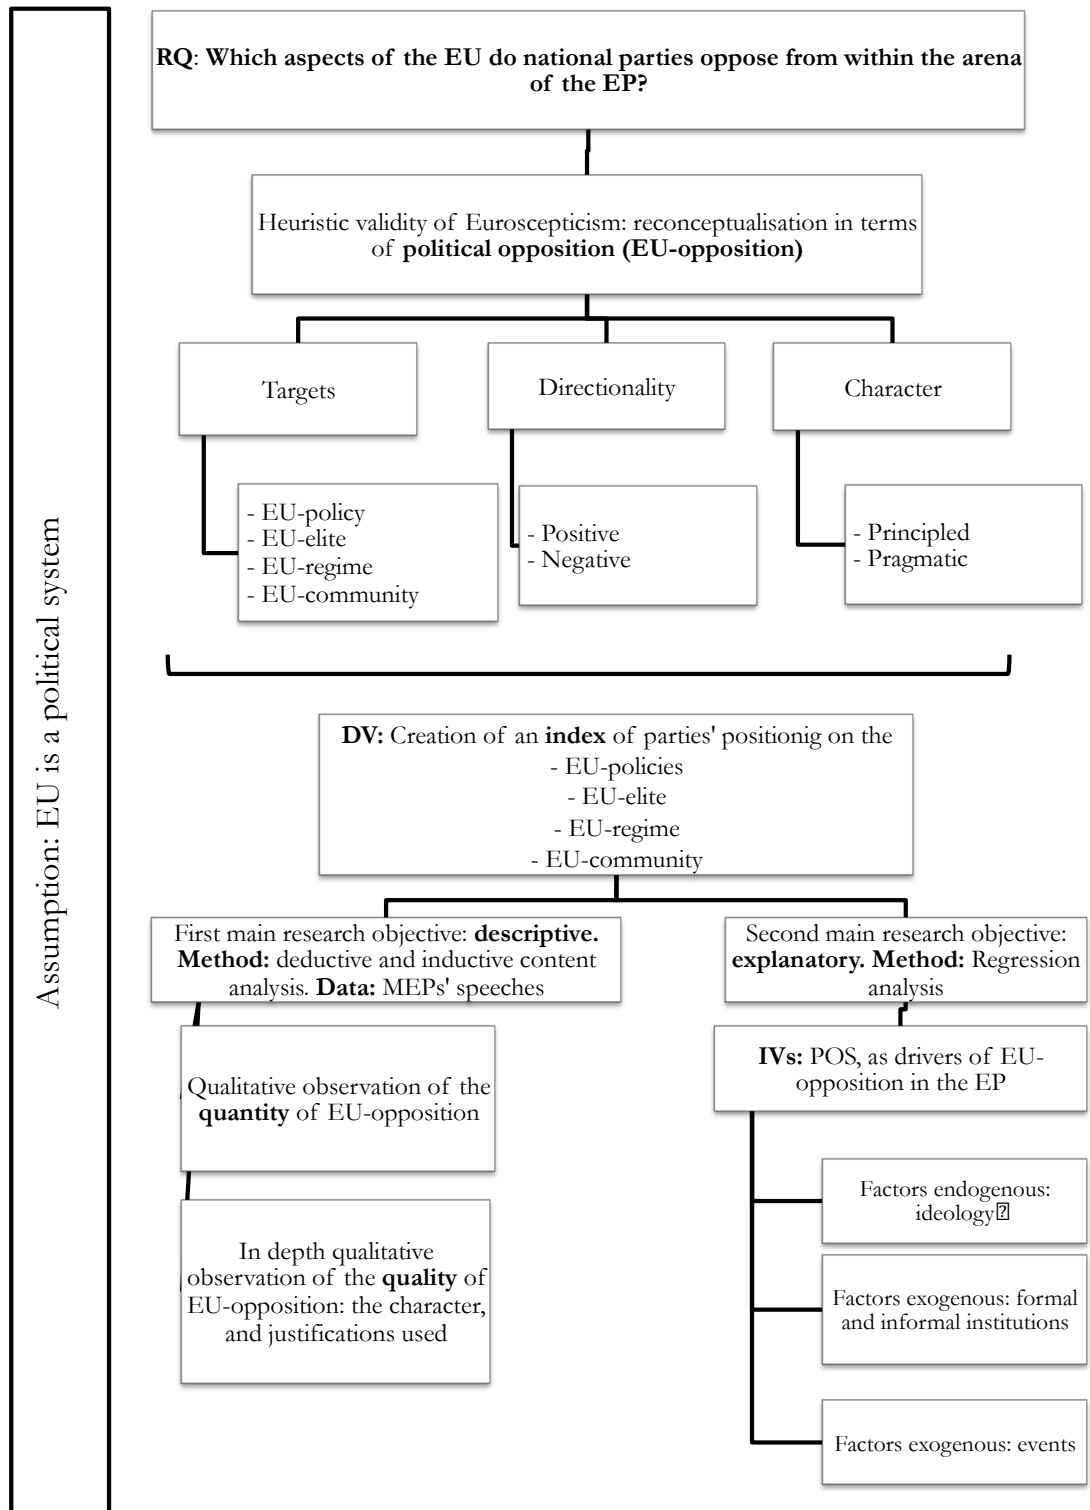 Assumption: EU is a political system
RQ: Which aspects of the EU do national parties oppose from within the arena
of the EP?
Heuristic validity of Euroscepticism: reconceptualisation in terms
of political opposition (EU-opposition)
Targets
Directionality
Character
- EU-policy
- EU-elite
- EU-regime
- EU-community
- Positive
- Negative
- Principled
- Pragmatic
DV: Creation of an index of parties' positionig on the
- EU-policies
- EU-elite
- EU-regime
- EU-community
First main research objective: descriptive.
Method: deductive and inductive content
analysis. Data: MEPs' speeches
Second main research objective:
explanatory. Method: Regression
analysis
Qualitative observation of the
quantity of EU-opposition
In depth qualitative
observation of the quality of
EU-opposition: the character,
and justifications used
IVs: POS, as drivers of EU-
opposition in the EP
Factors endogenous:
ideology⍰
Factors exogenous: formal
and informal institutions
Factors exogenous: events